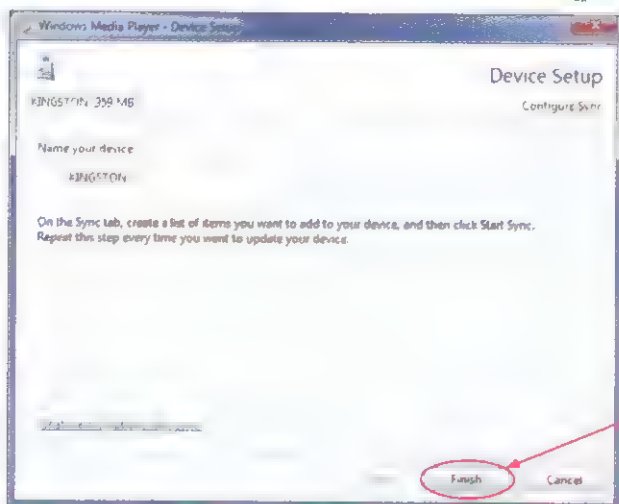 Windows Media Player - Device Setup
Device Setup
KINGSTON 359 MB
Configure Sync
Name your device
KINGSTON
On the Sync tab, create a list of items you want to add to your device, and then click Start Sync.
Repeat this step every time you want to update your device.
Finish
Cancel